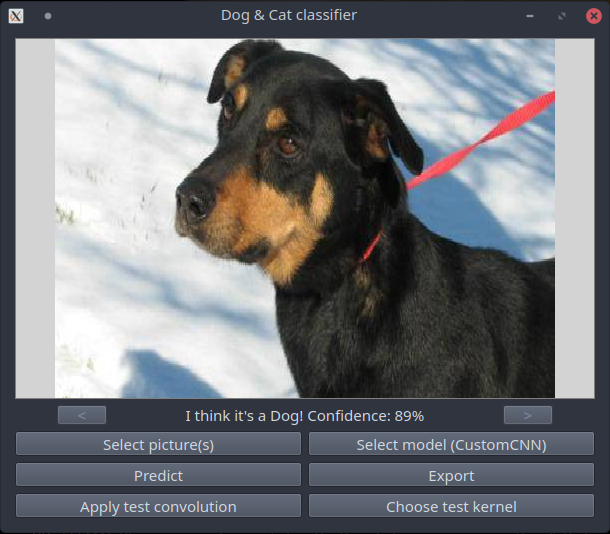 Dog & Cat classifier
< I think it's a Dog! Confidence: 89% >
Select picture(s) Select model (CustomCNN)
Predict Export
Apply test convolution Choose test kernel